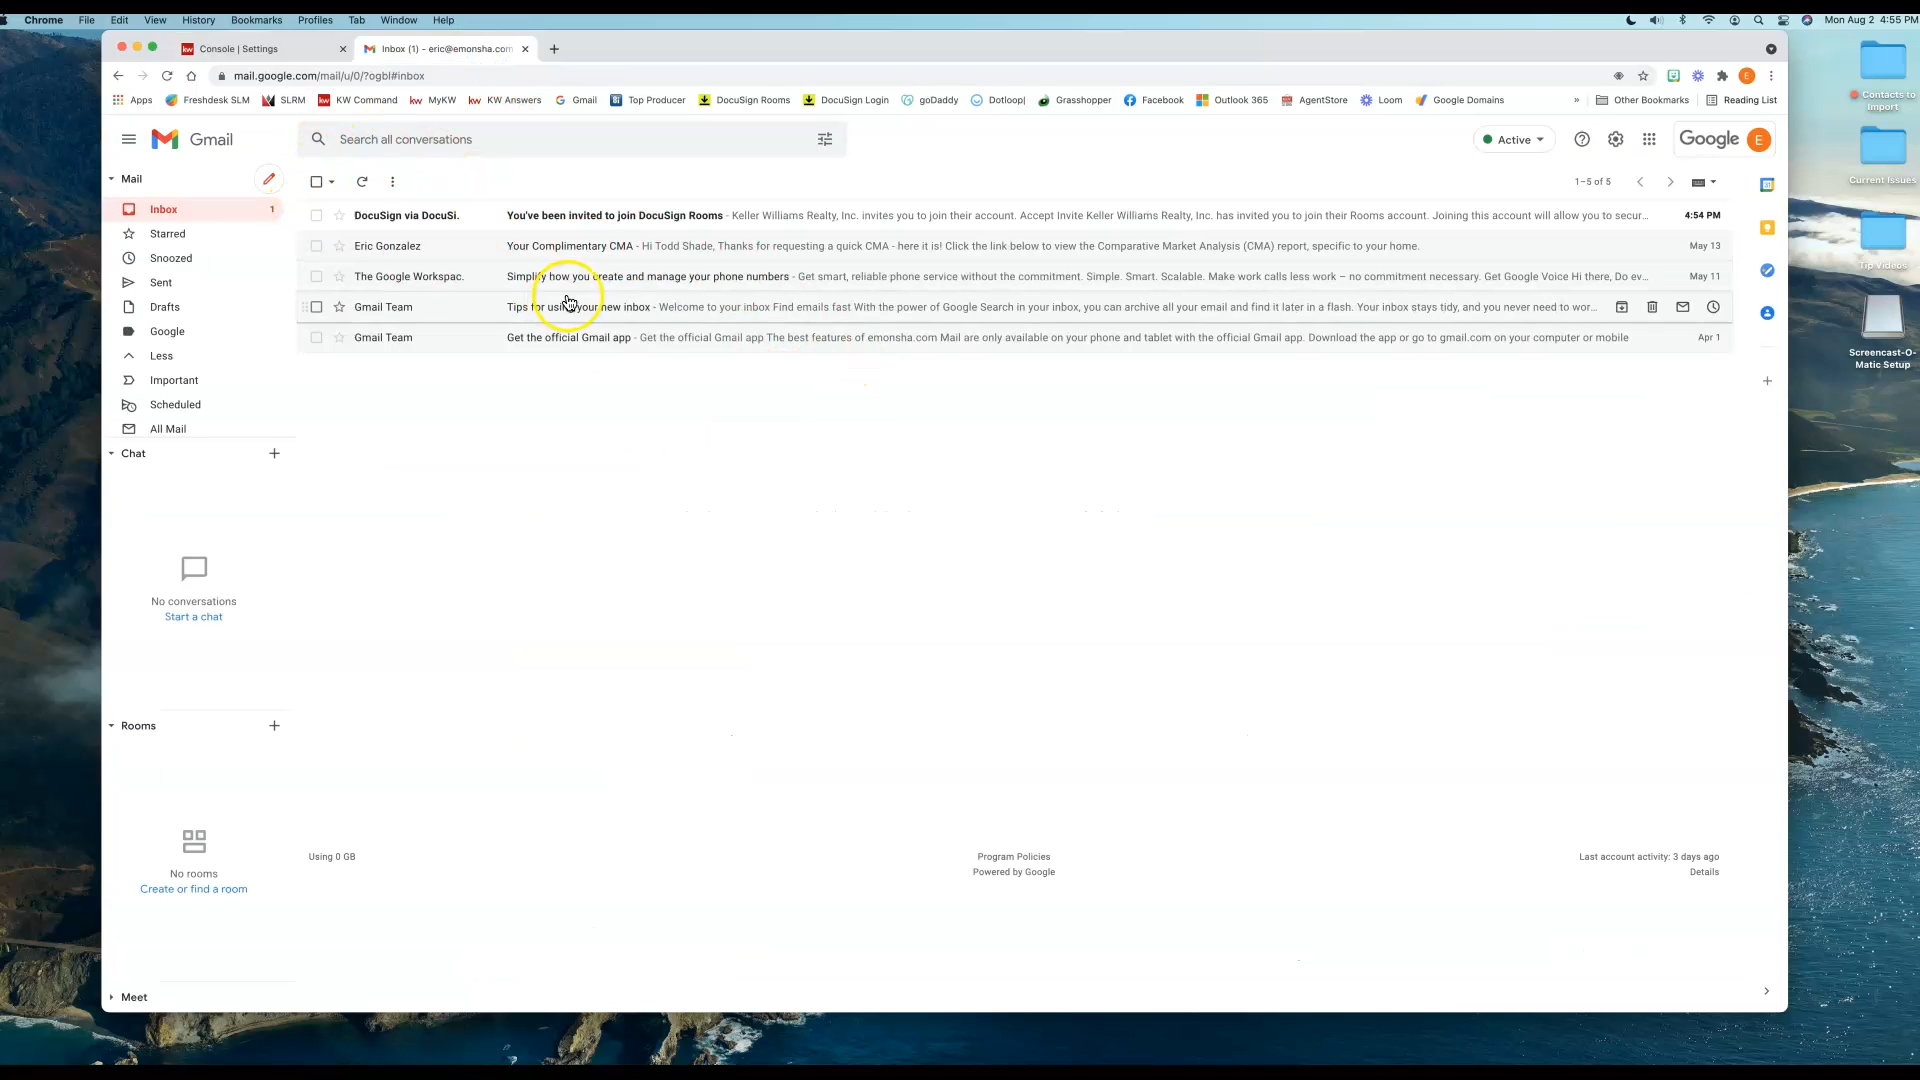 Chrome File Edit View History Bookmarks Profiles Tab Window Help Mon Aug 2 4:55 PM
Console | Settings Inbox (1) - eric@emonsha.com
mail.google.com/mail/u/0/?ogbl#inbox
Apps Freshdesk SLM SLRM KW Command MyKW KW Answers Gmail Top Producer DocuSign Rooms DocuSign Login goDaddy Dotloop| Grasshopper Facebook Outlook 365 AgentStore Loom Google Domains » Other Bookmarks Reading List
Contacts to
Import
Gmail Search all conversations Active Google E
Mail 1–5 of 5
Current Issues
Inbox 1 DocuSign via DocuSi. You've been invited to join DocuSign Rooms - Keller Williams Realty, Inc. invites you to join their account. Accept Invite Keller Williams Realty, Inc. has invited you to join their Rooms account. Joining this account will allow you to secur... 4:54 PM
Starred Eric Gonzalez Your Complimentary CMA - Hi Todd Shade, Thanks for requesting a quick CMA - here it is! Click the link below to view the Comparative Market Analysis (CMA) report, specific to your home. May 13
Snoozed
Tip Videos
Sent The Google Workspac. Simplify how you create and manage your phone numbers - Get smart, reliable phone service without the commitment. Simple. Smart. Scalable. Make work calls less work – no commitment necessary. Get Google Voice Hi there, Do ev... May 11
Drafts Gmail Team Tips for using your new inbox - Welcome to your inbox Find emails fast With the power of Google Search in your inbox, you can archive all your email and find it later in a flash. Your inbox stays tidy, and you never need to wor...
Google Gmail Team Get the official Gmail app - Get the official Gmail app The best features of emonsha.com Mail are only available on your phone and tablet with the official Gmail app. Download the app or go to gmail.com on your computer or mobile Apr 1
Less
Screencast-O-
Matic Setup
Important
Scheduled
All Mail
Chat
No conversations
Start a chat
Rooms
No rooms
Create or find a room
Using 0 GB Program Policies Last account activity: 3 days ago
Powered by Google Details
Meet